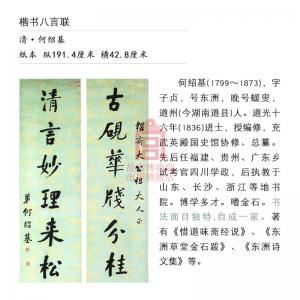 楷书八言联
清·何绍基
纸本 纵191.4厘米 横42.8厘米
古砚华笺分桂
清言妙理来松
弟何绍基
何绍基(1799～1873)，字
子贞，号东洲，晚号蝯叟，
道州(今湖南道县)人。道光十
六年(1836)进士，授编修，充
武英殿国史馆协修、总纂。
先后任福建、贵州、广东乡
试考官四川学政，后执教于
山东、长沙、浙江等地书
院。博学多才。嗜金石。书
法面目独特,自成一家。著
有《惜道味斋经说》、《东
洲草堂金石跋》、《东洲诗
文集》等。